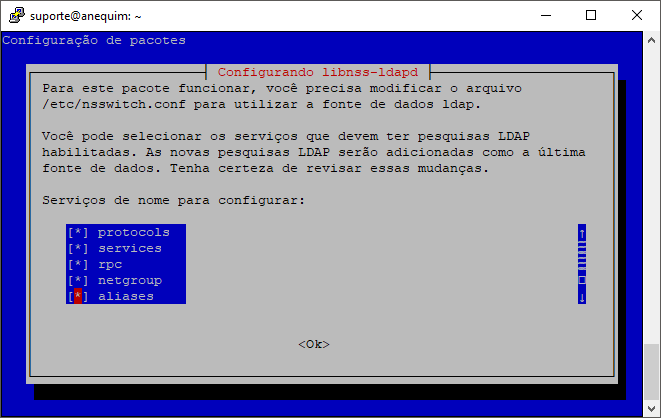 suporte@anequim: ~
Configuração de pacotes
Configurando libnss-ldapd
Para este pacote funcionar, você precisa modificar o arquivo
/etc/nsswitch.conf para utilizar a fonte de dados ldap.
Você pode selecionar os serviços que devem ter pesquisas LDAP
habilitadas. As novas pesquisas LDAP serão adicionadas como a última
fonte de dados. Tenha certeza de revisar essas mudanças.
Serviços de nome para configurar:
[*] protocols
[*] services
[*] rpc
[*] netgroup
[*] aliases
<Ok>